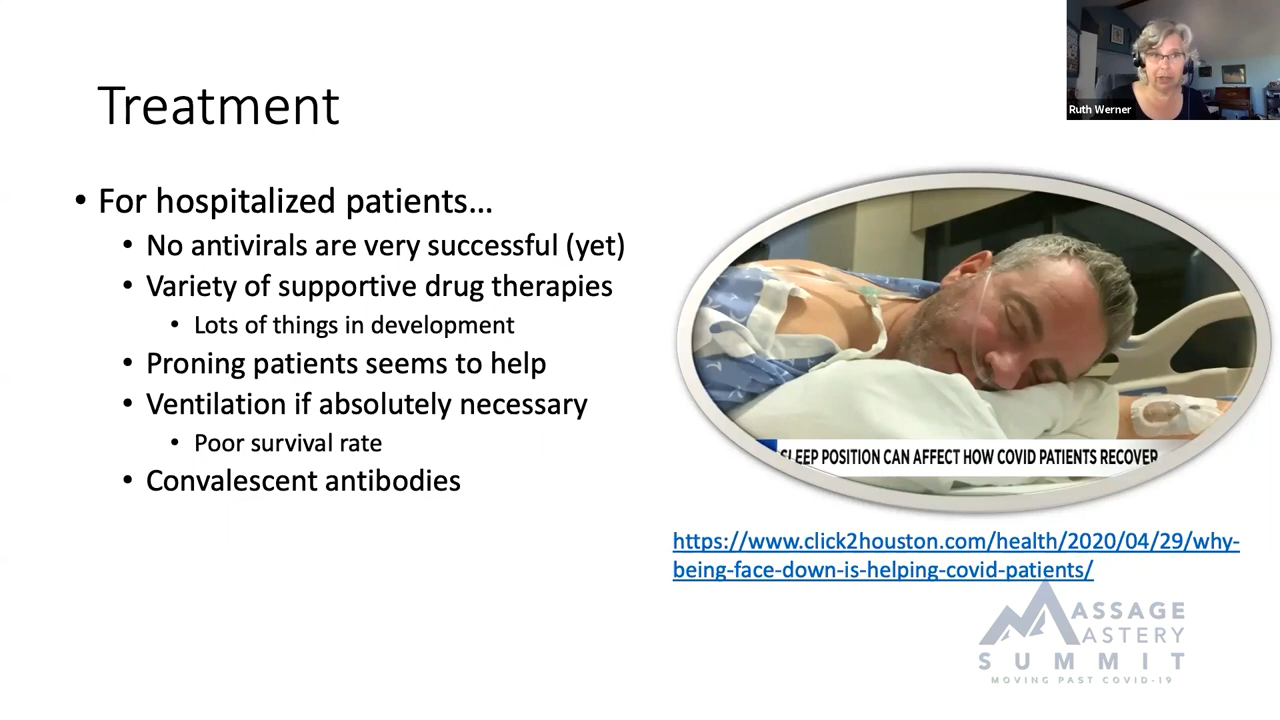 Ruth Werner
Treatment
• For hospitalized patients...
• No antivirals are very successful (yet)
• Variety of supportive drug therapies
• Lots of things in development
• Proning patients seems to help
• Ventilation if absolutely necessary
• Poor survival rate
• Convalescent antibodies
SLEEP POSITION CAN AFFECT HOW COVID PATIENTS RECOVER
https://www.click2houston.com/health/2020/04/29/why-
being-face-down-is-helping-covid-patients/
MASSAGE
MASTERY
SUMMIT
MOVING PAST COVID-19